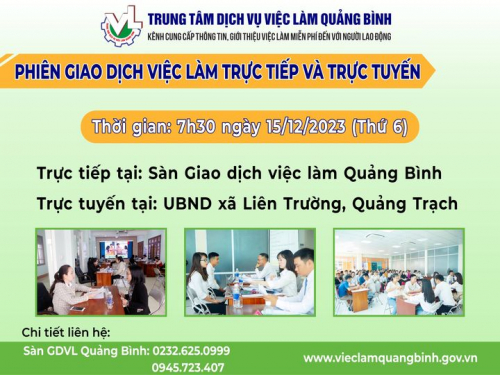 TRUNG TÂM DỊCH VỤ VIỆC LÀM QUẢNG BÌNH
KÊNH CUNG CẤP THÔNG TIN, GIỚI THIỆU VIỆC LÀM MIỄN PHÍ ĐẾN VỚI NGƯỜI LAO ĐỘNG
PHIÊN GIAO DỊCH VIỆC LÀM TRỰC TIẾP VÀ TRỰC TUYẾN
Thời gian: 7h30 ngày 15/12/2023 (Thứ 6)
Trực tiếp tại: Sàn Giao dịch việc làm Quảng Bình
Trực tuyến tại: UBND xã Liên Trường, Quảng Trạch
Chi tiết liên hệ:
Sàn GDVL Quảng Bình: 0232.625.0999
0945.723.407
www.vieclamquangbinh.gov.vn